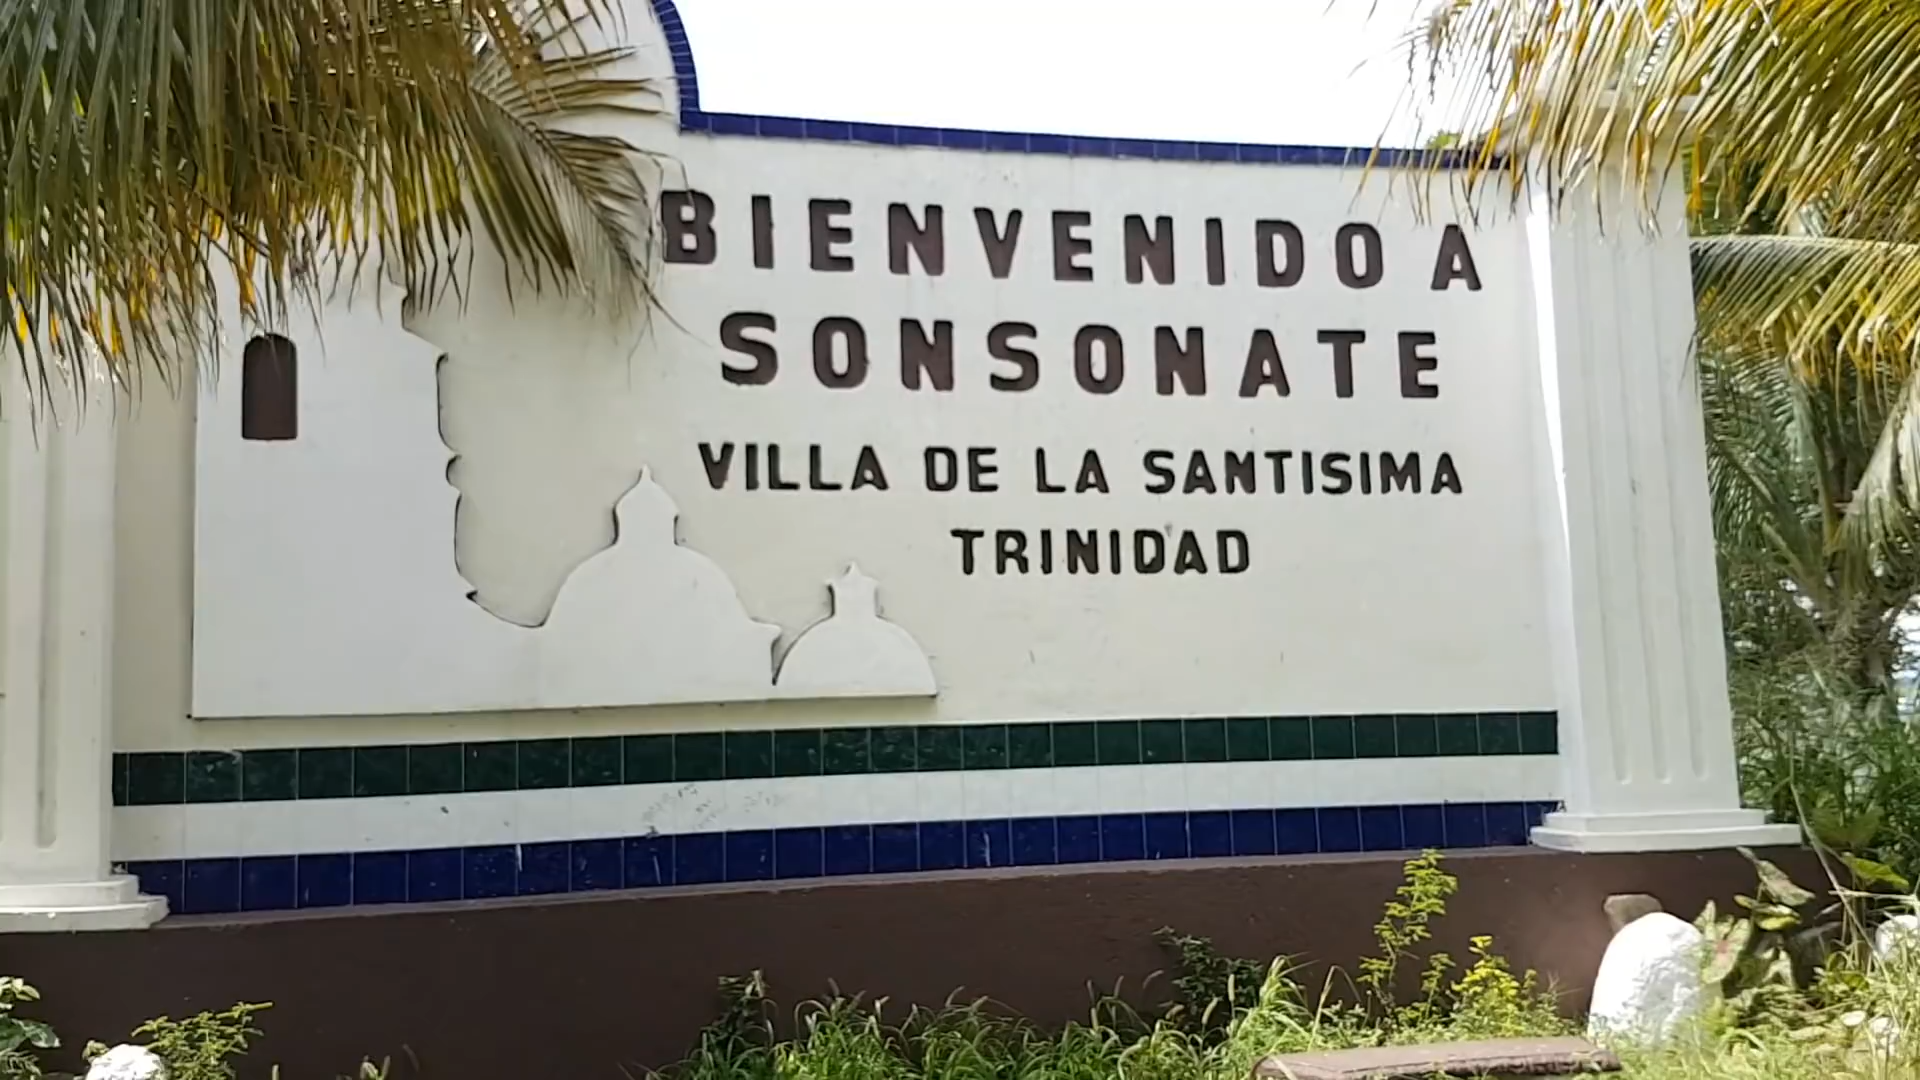 BIENVENIDO A
SONSONATE
VILLA DE LA SANTISIMA
TRINIDAD